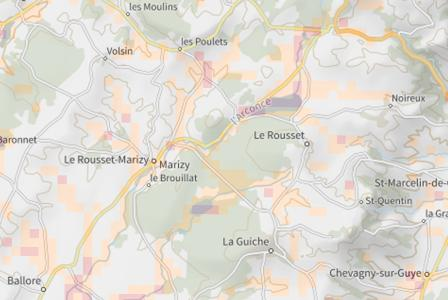 les Moulins
les Poulets
Volsin
l'Arconce
Noireux
Baronnet
Le Rousset
Le Rousset-Marizy
Marizy
le Brouillat
St-Marcelin-de-
St-Quentin
la Gra
La Guiche
Chevagny-sur-Guye
Ballore